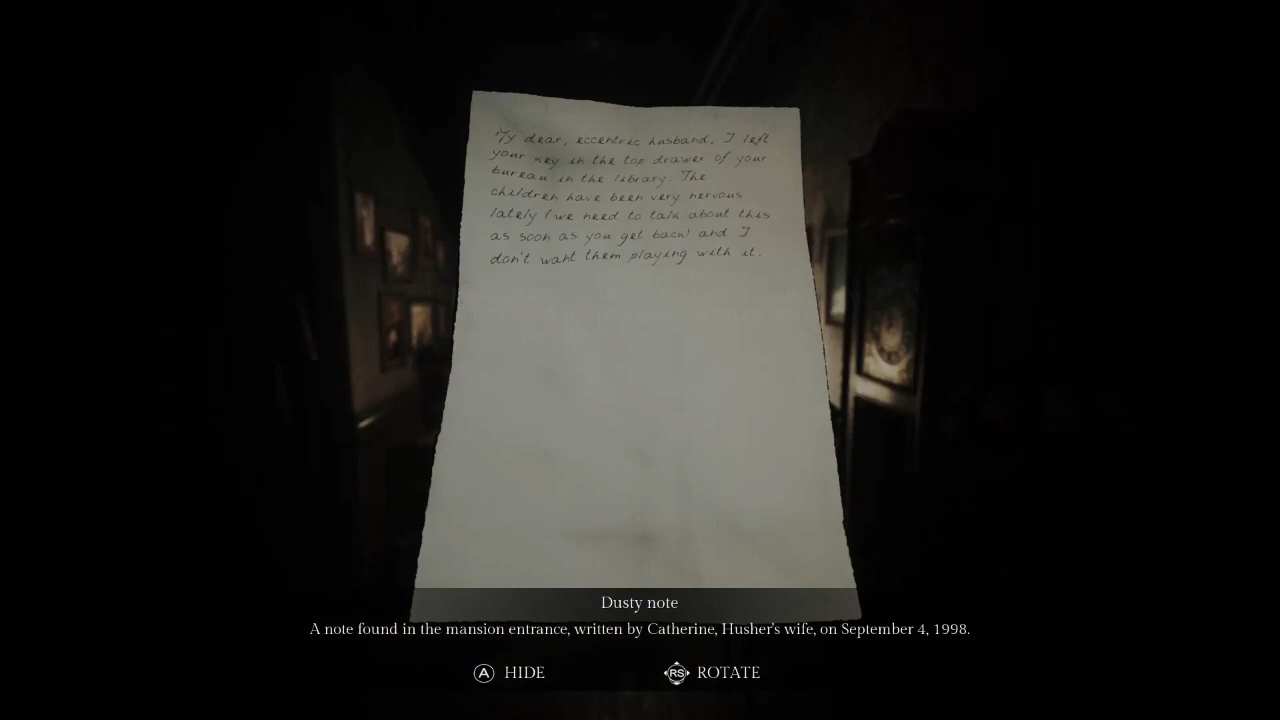 My dear, eccentric husband, I left
your key in the top drawer of your
bureau in the library. The
children have been very nervous
lately (we need to talk about this
as soon as you get back! and I
don't want them playing with it.
Dusty note
A note found in the mansion entrance, written by Catherine, Husher's wife, on September 4, 1998.
A HIDE RS ROTATE